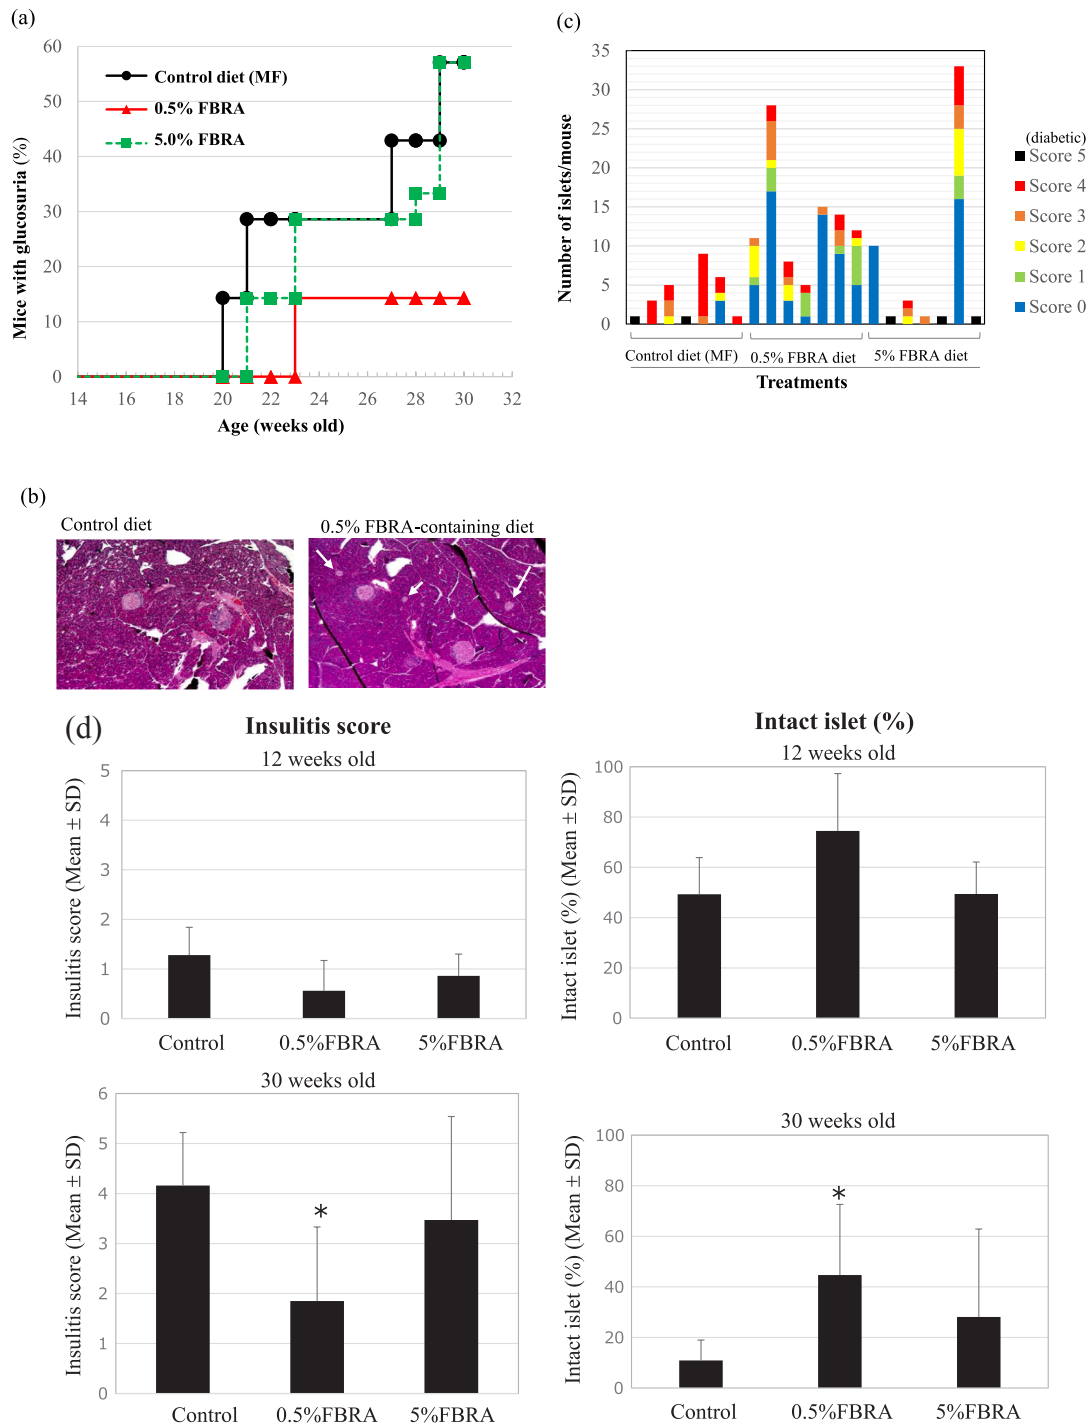 (a)
60
50
40
30
20
10
0
Mice with glucosuria (%)
Control diet (MF)
0.5% FBRA
5.0% FBRA
14 16 18 20 22 24 26 28 30 32
Age (weeks old)
(c)
35
30
25
20
15
10
5
0
Number of islets/mouse
Control diet (MF)
0.5% FBRA diet
5% FBRA diet
Treatments
(diabetic)
Score 5
Score 4
Score 3
Score 2
Score 1
Score 0
(b)
Control diet
0.5% FBRA-containing diet
(d)
Insulitis score
12 weeks old
5
4
3
2
1
0
Insulitis score (Mean ± SD)
Control 0.5%FBRA 5%FBRA
Intact islet (%)
12 weeks old
100
80
60
40
20
0
Intact islet (%) (Mean ± SD)
Control 0.5%FBRA 5%FBRA
30 weeks old
6
5
4
3
2
1
0
Insulitis score (Mean ± SD)
*
Control 0.5%FBRA 5%FBRA
30 weeks old
100
80
60
40
20
0
Intact islet (%) (Mean ± SD)
*
Control 0.5%FBRA 5%FBRA